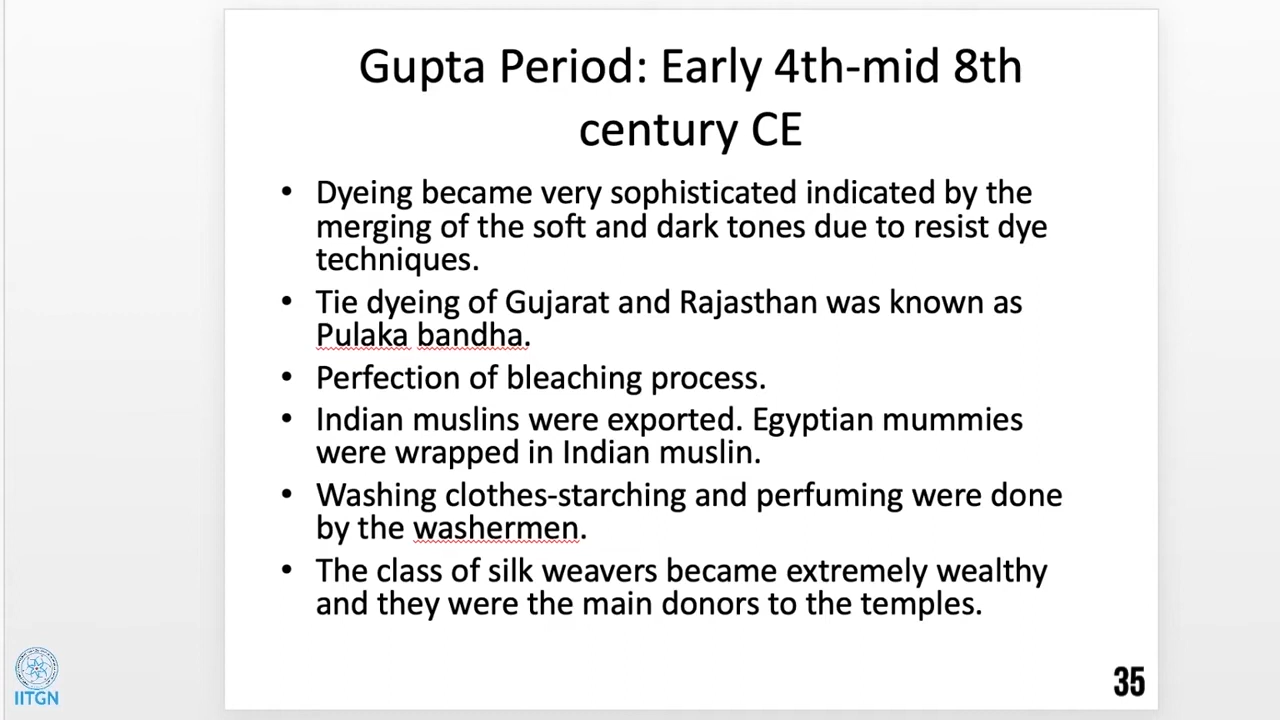 Gupta Period: Early 4th-mid 8th
century CE
• Dyeing became very sophisticated indicated by the
merging of the soft and dark tones due to resist dye
techniques.
• Tie dyeing of Gujarat and Rajasthan was known as
Pulaka bandha.
• Perfection of bleaching process.
• Indian muslins were exported. Egyptian mummies
were wrapped in Indian muslin.
• Washing clothes-starching and perfuming were done
by the washermen.
• The class of silk weavers became extremely wealthy
and they were the main donors to the temples.
35
IITGN